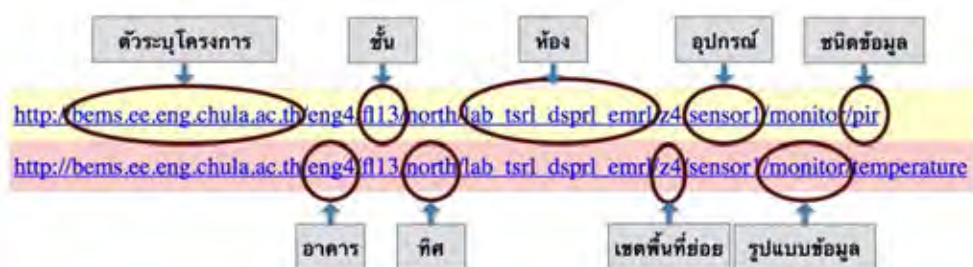 ตัวระบุโครงการ ชั้น ห้อง อุปกรณ์ ชนิดข้อมูล
http://bems.ee.eng.chula.ac.th/eng4/fl13/north/lab_tsrl_dsprl_emrl/z4/sensor1/monitor/pir
http://bems.ee.eng.chula.ac.th/eng4/fl13/north/lab_tsrl_dsprl_emrl/z4/sensor1/monitor/temperature
อาคาร ทิศ เขตพื้นที่ย่อย รูปแบบข้อมูล